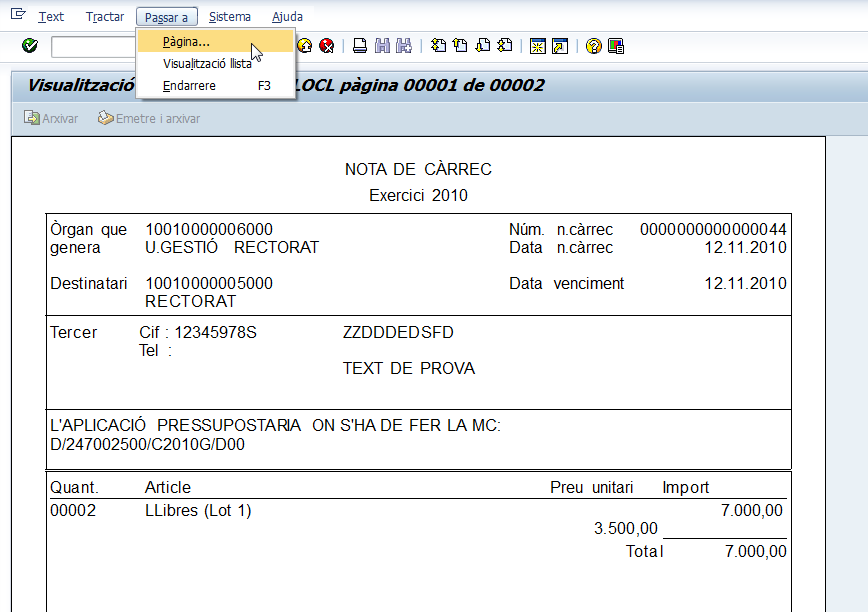 Text Tractar Passar a Sistema Ajuda
Pàgina...
Visualització llista
Endarrere F3
Visualització LOCL pàgina 00001 de 00002
Arxivar Emetre i arxivar
NOTA DE CÀRREC
Exercici 2010
Òrgan que 10010000006000 Núm. n.càrrec 0000000000000044
genera U.GESTIÓ RECTORAT Data n.càrrec 12.11.2010
Destinatari 10010000005000 Data venciment 12.11.2010
RECTORAT
Tercer Cif : 12345978S ZZDDDEDSFD
Tel :
TEXT DE PROVA
L'APLICACIÓ PRESSUPOSTARIA ON S'HA DE FER LA MC:
D/247002500/C2010G/D00
Quant. Article Preu unitari Import
00002 LLibres (Lot 1) 7.000,00
3.500,00
Total 7.000,00